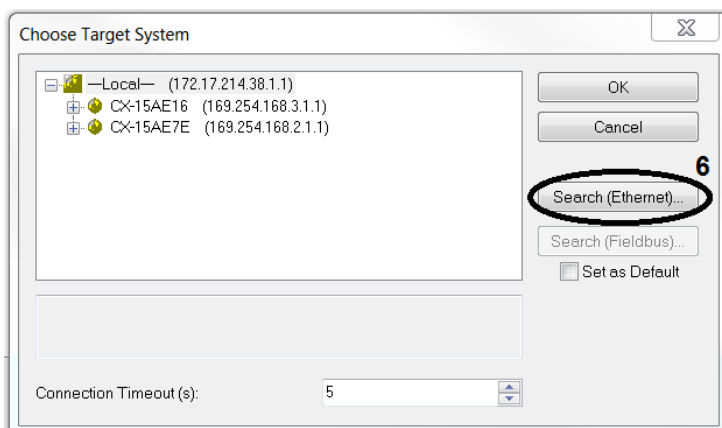 Choose Target System
—Local— (172.17.214.38.1.1)
CX-15AE16 (169.254.168.3.1.1)
CX-15AE7E (169.254.168.2.1.1)
OK
Cancel
6
Search (Ethernet)...
Search (Fieldbus)...
Set as Default
Connection Timeout (s):
5